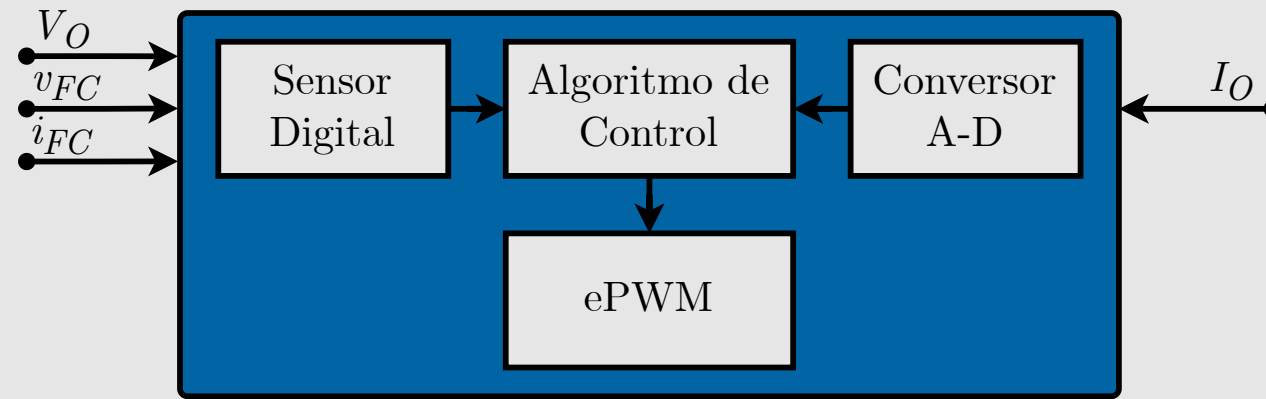 V_O
v_FC
i_FC
Sensor
Digital
Algoritmo de
Control
Conversor
A-D
I_O
ePWM